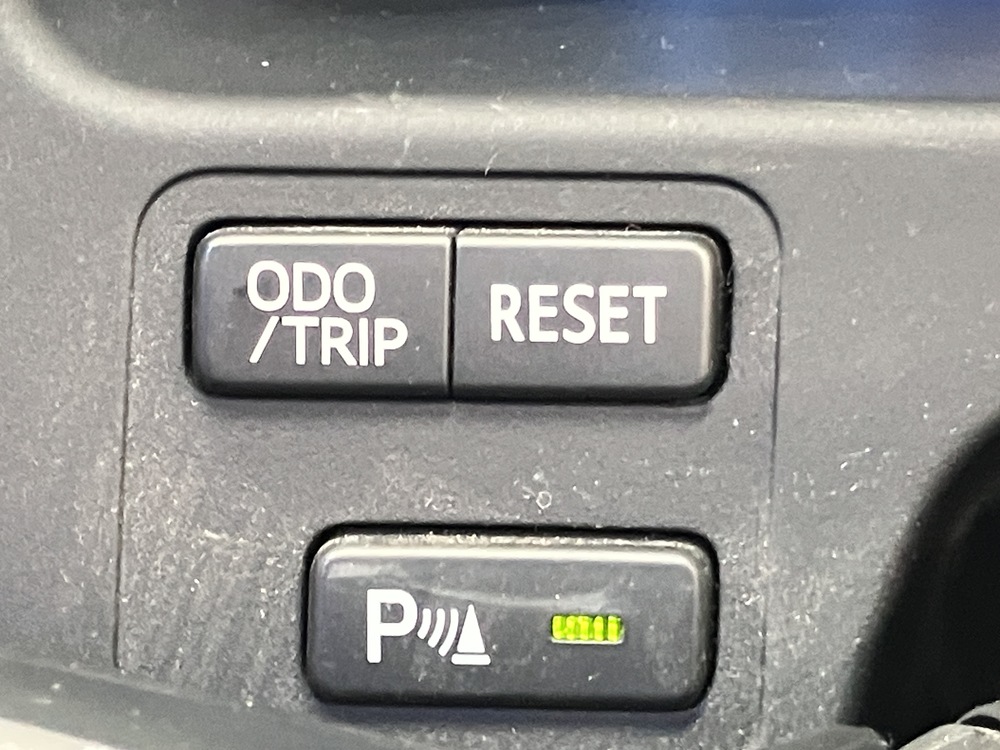 ODO
/TRIP
RESET
P